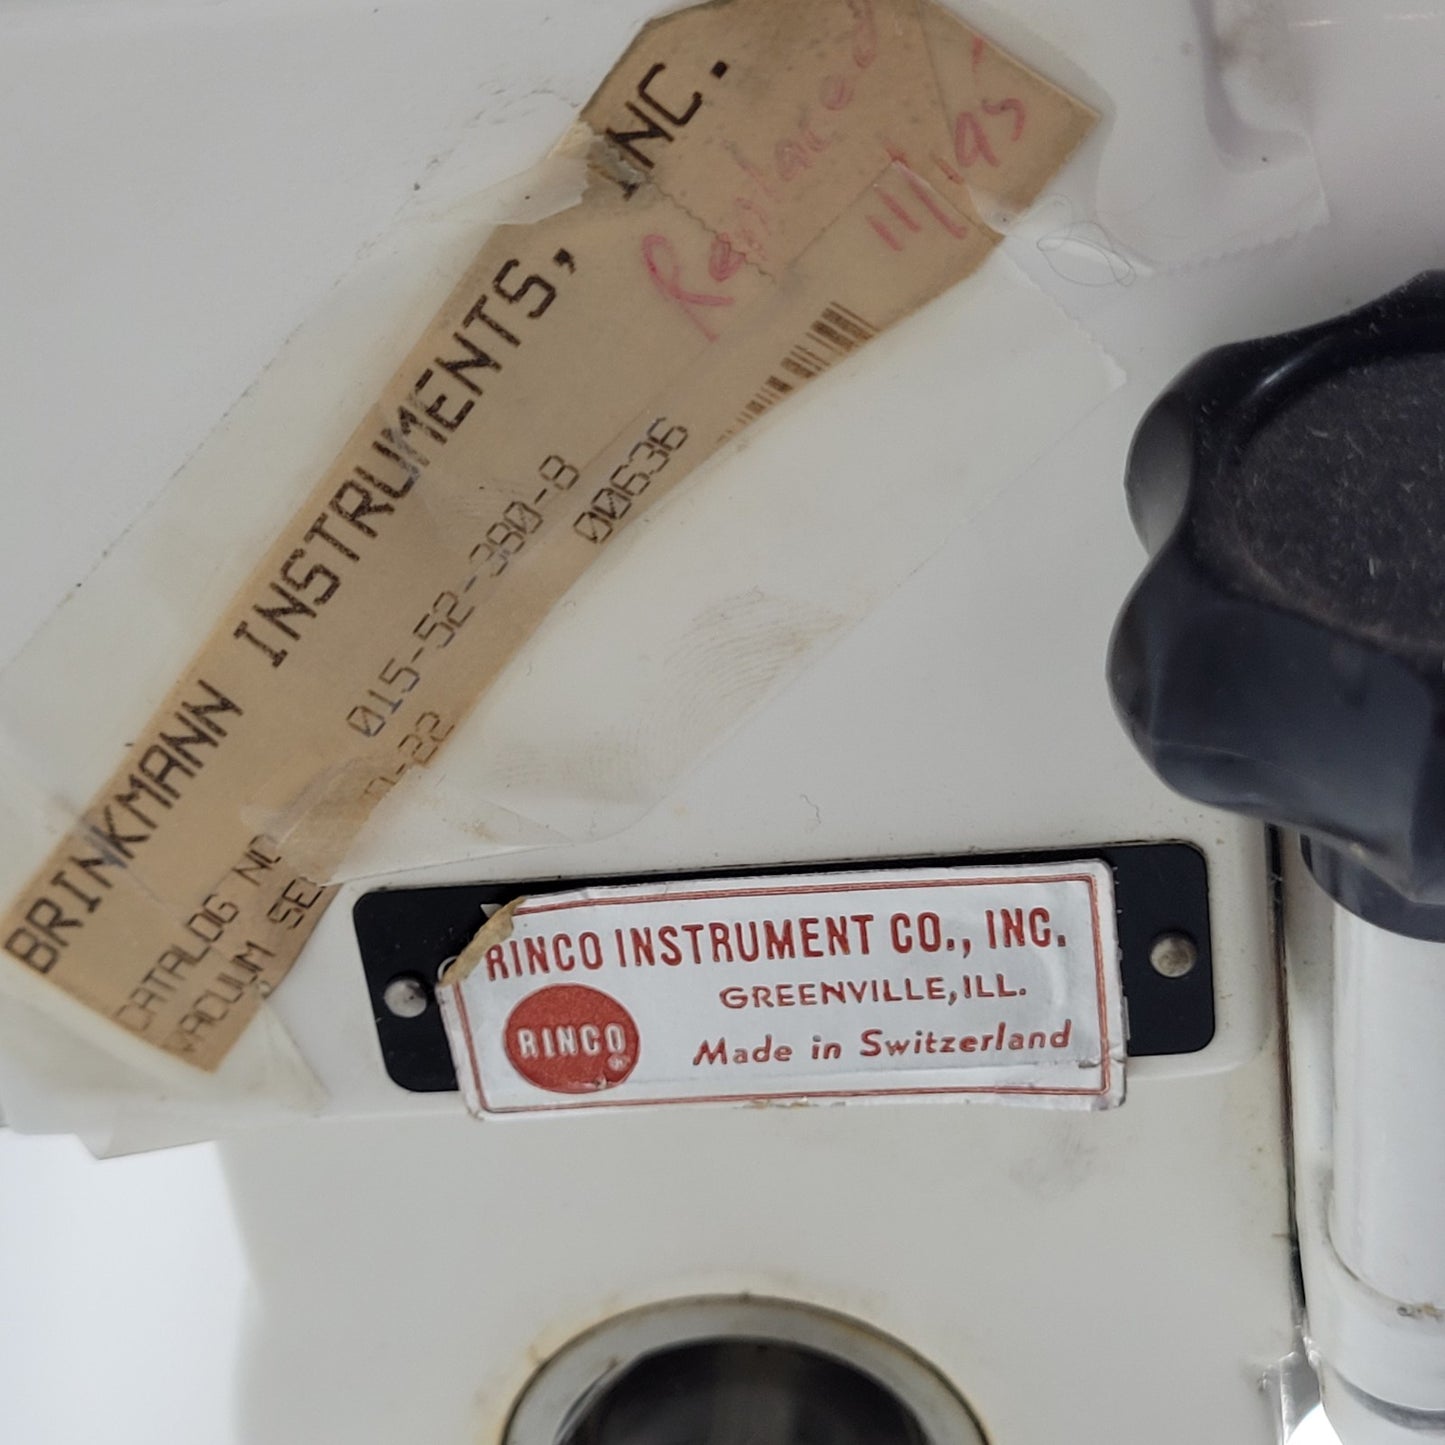 BRINKMANN INSTRUMENTS, INC.
Replaced
11/95
015-52-380-8
00636
CATALOG NO
-22
VACUUM SE
RINCO INSTRUMENT CO., INC.
GREENVILLE, ILL.
RINCO ®
Made in Switzerland